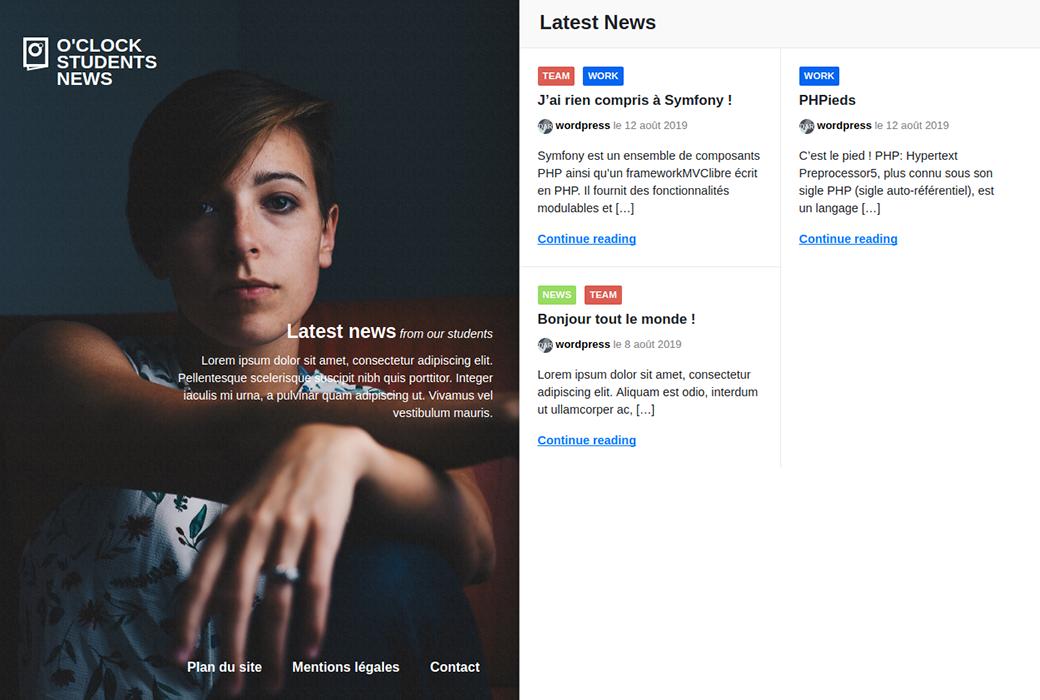 O'CLOCK
STUDENTS
NEWS
Latest news from our students
Lorem ipsum dolor sit amet, consectetur adipiscing elit.
Pellentesque scelerisque suscipit nibh quis porttitor. Integer
iaculis mi urna, a pulvinar quam adipiscing ut. Vivamus vel
vestibulum mauris.
Plan du site Mentions légales Contact
Latest News
TEAM WORK
J’ai rien compris à Symfony !
wordpress le 12 août 2019
Symfony est un ensemble de composants
PHP ainsi qu’un frameworkMVClibre écrit
en PHP. Il fournit des fonctionnalités
modulables et […]
Continue reading
WORK
PHPieds
wordpress le 12 août 2019
C’est le pied ! PHP: Hypertext
Preprocessor5, plus connu sous son
sigle PHP (sigle auto-référentiel), est
un langage […]
Continue reading
NEWS TEAM
Bonjour tout le monde !
wordpress le 8 août 2019
Lorem ipsum dolor sit amet, consectetur
adipiscing elit. Aliquam est odio, interdum
ut ullamcorper ac, […]
Continue reading